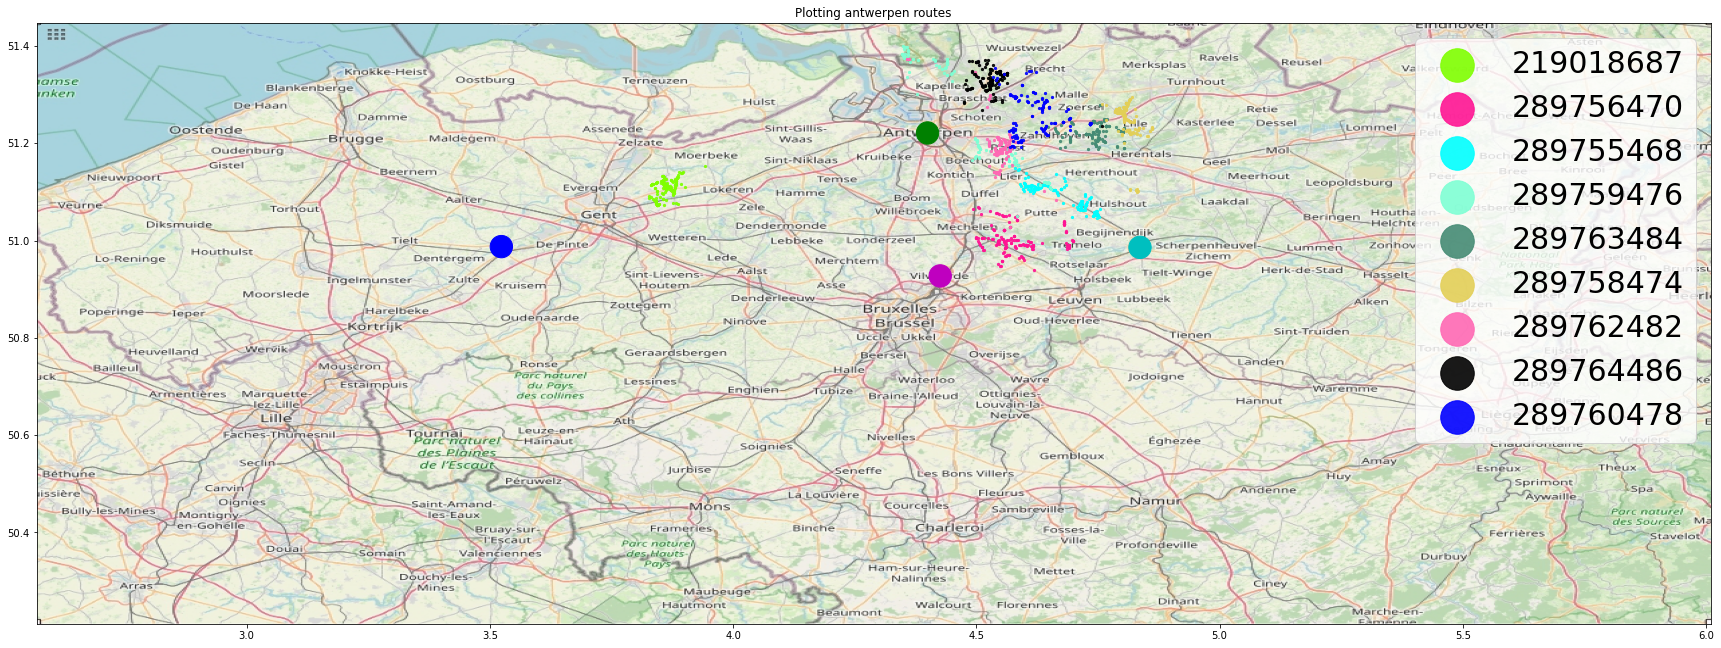 Plotting antwerpen routes
51.4
51.2
51.0
50.8
50.6
50.4
3.0
3.5
4.0
4.5
5.0
5.5
6.0
219018687
289756470
289755468
289759476
289763484
289758474
289762482
289764486
289760478
Knokke-Heist
Oostburg
Terneuzen
Wuustwezel
Brecht
Merksplas
Ravels
Reusel
Blankenberge
De Haan
Damme
Hulst
Kapelle
Malle
Turnhout
Oostende
Brugge
Maldegem
Assenede
Zelzate
Sint-Gillis-
Waas
Schoten
Kasterlee
Retie
Dessel
Lommel
Oudenburg
Gistel
Beernem
Moerbeke
Sint-Niklaas
Kruibeke
Boechout
Lille
Herentals
Geel
Mol
Nieuwpoort
Evergem
Lokeren
Temse
Hamme
Kontich
Lier
Herenthout
Meerhout
Leopoldsburg
Veurne
Torhout
Aalter
Gent
Zele
Boom
Duffel
Willebroek
Putte
Hulshout
Laakdal
Beringen
Diksmuide
Tielt
De Pinte
Wetteren
Dendermonde
Lebbeke
Londerzeel
Mechelen
Begijnendijk
Tremelo
Scherpenheuvel
Zichem
Lummen
Lo-Reninge
Houthulst
Dentergem
Lede
Merchtem
Rotselaar
Ingelmunster
Zulte
Kruisem
Sint-Lievens-
Houtem
Aalst
Asse
Vilvoorde
Holsbeek
Tielt-Winge
Herk-de-Stad
Hasselt
Moorslede
Zottegem
Denderleeuw
Kortenberg
Leuven
Lubbeek
Alken
Poperinge
Ieper
Harelbeke
Kortrijk
Oudenaarde
Ninove
Bruxelles -
Brussel
Oud-Heverlee
Tienen
Sint-Truiden
Uccle - Ukkel
Heuvelland
Wervik
Geraardsbergen
Beersel
Overijse
Bailleul
Mouscron
Ronse
Halle
Landen
Estaimpuis
Parc naturel
du Pays
des collines
Lessines
Enghien
Tubize
Waterloo
Braine-l'Alleud
Wavre
Jodoigne
Waremme
Armentières
Marquette-
lez-Lille
Lille
Ottignies-
Louvain-la-
Neuve
Hannut
Faches-Thumesnil
Tournai
Leuze-en-
Hainaut
Ath
Soignies
Nivelles
Éghezée
Parc naturel
des Plaines
de l'Escaut
Seclin
Gembloux
Amay
Péruwelz
Jurbise
Seneffe
Les Bons Villers
Huy
Esneux
Theux
Carvin
Oignies
La Louvière
Fleurus
Andenne
Sprimont
Spa
Bully-les-Mines
Montigny-
en-Gohelle
Saint-Amand-
les-Eaux
Mons
Courcelles
Sambreville
Namur
Aywaille
Parc naturel
des Sources
Frameries
Binche
Charleroi
Fosses-la-
Ville
Ferrières
Stavelot
Douai
Somain
Bruay-sur-
l'Escaut
Valenciennes
Parc naturel
des Hauts
Pays
Profondeville
Durbuy
Arras
Douchy-les-
Mines
Ham-sur-Heure-
Nalinnes
Mettet
Ciney
Maubeuge
Hautmont
Beaumont
Walcourt
Florennes
Dinant
Marche-en-